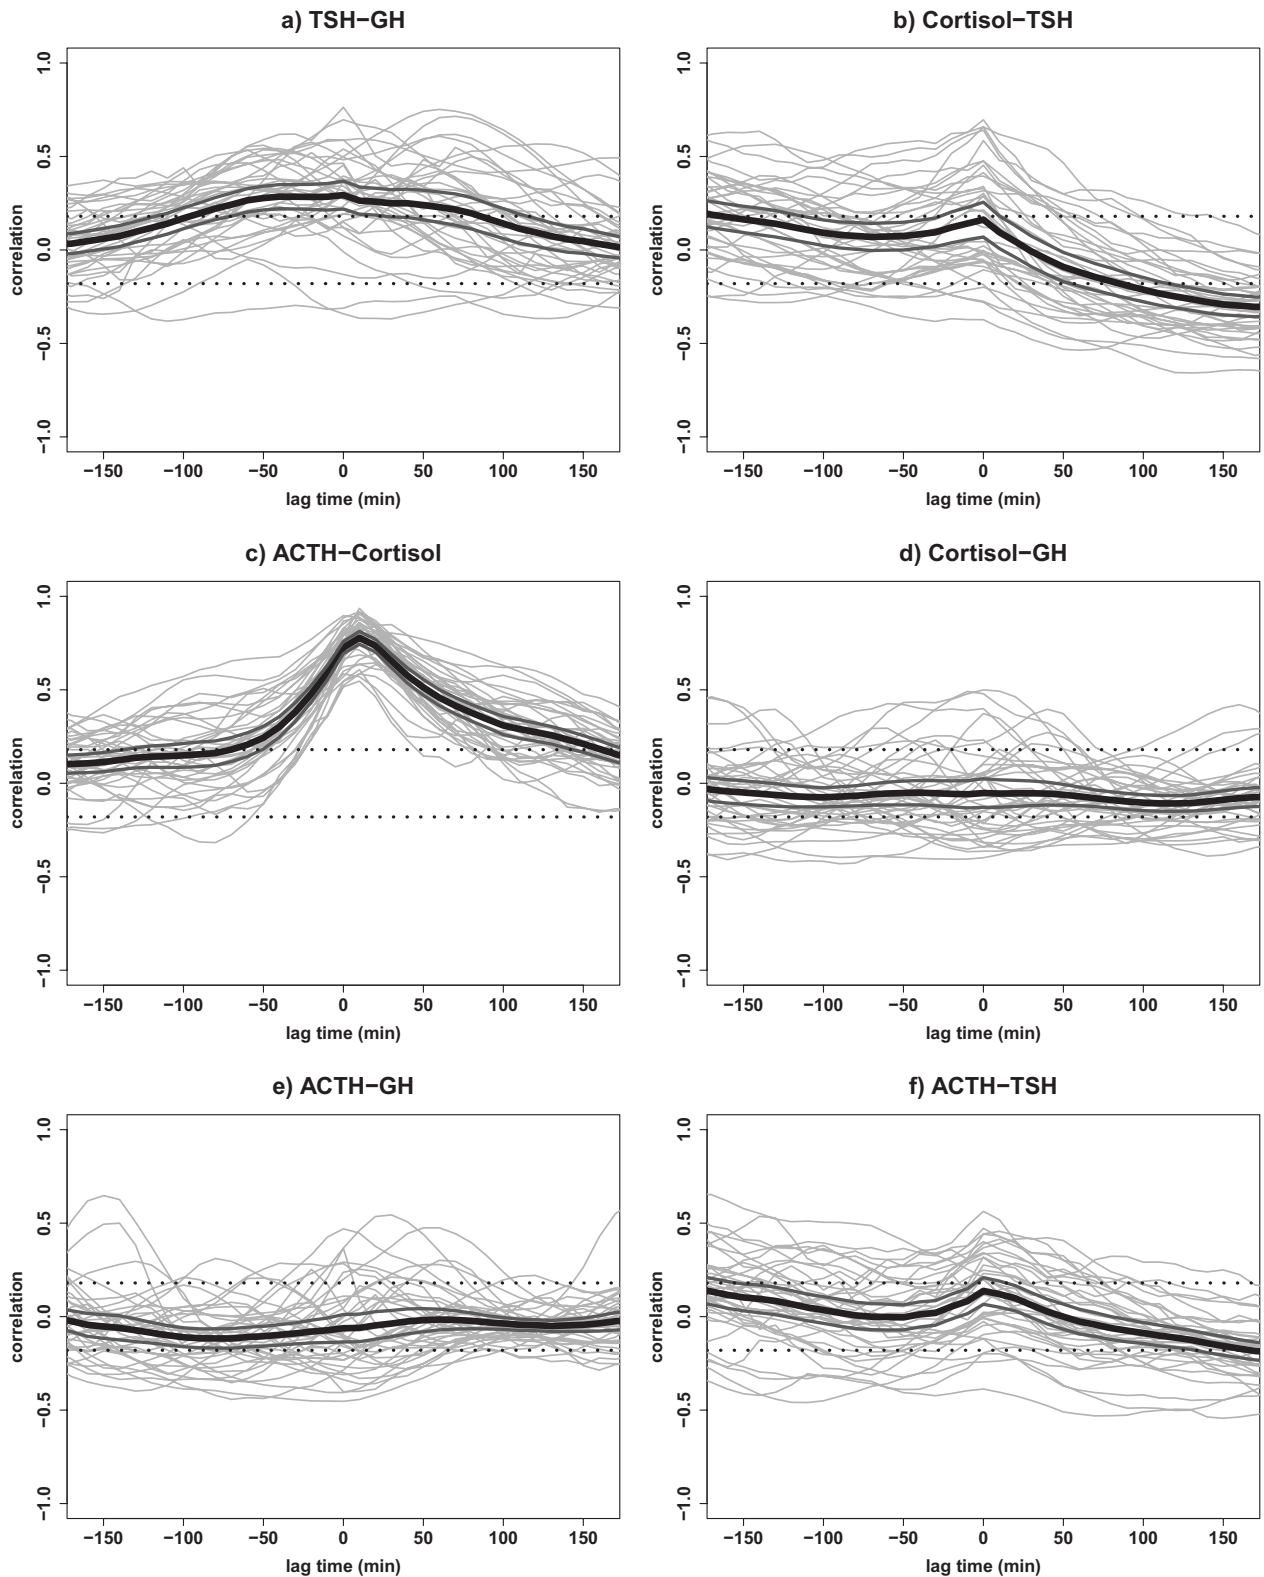 a) TSH−GH
1.0
0.5
0.0
−0.5
−1.0
correlation
−150 −100 −50 0 50 100 150
lag time (min)
b) Cortisol−TSH
1.0
0.5
0.0
−0.5
−1.0
correlation
−150 −100 −50 0 50 100 150
lag time (min)
c) ACTH−Cortisol
1.0
0.5
0.0
−0.5
−1.0
correlation
−150 −100 −50 0 50 100 150
lag time (min)
d) Cortisol−GH
1.0
0.5
0.0
−0.5
−1.0
correlation
−150 −100 −50 0 50 100 150
lag time (min)
e) ACTH−GH
1.0
0.5
0.0
−0.5
−1.0
correlation
−150 −100 −50 0 50 100 150
lag time (min)
f) ACTH−TSH
1.0
0.5
0.0
−0.5
−1.0
correlation
−150 −100 −50 0 50 100 150
lag time (min)